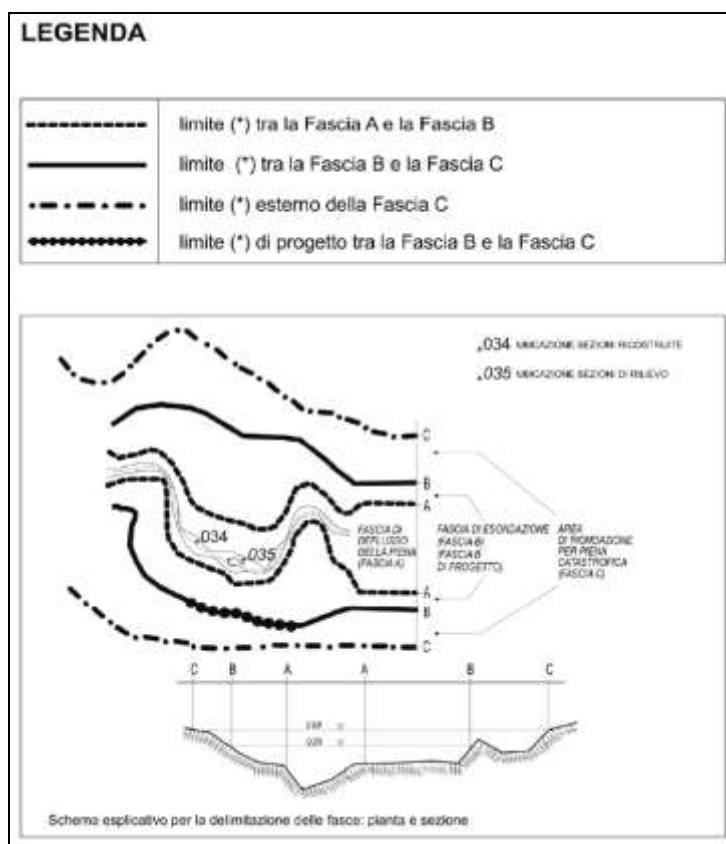 LEGENDA
limite (*) tra la Fascia A e la Fascia B
limite (*) tra la Fascia B e la Fascia C
limite (*) esterno della Fascia C
limite (*) di progetto tra la Fascia B e la Fascia C
034 UBICAZIONE SEZIONI RICOSTRUITE
035 UBICAZIONE SEZIONI DI RILIEVO
C
B
A
034
035
FASCIA DI
DEFLUSSO
DELLA PIENA
(FASCIA A)
FASCIA DI ESONDAZIONE
(FASCIA B)
(FASCIA B
DI PROGETTO)
AREA
DI INONDAZIONE
PER PIENA
CATASTROFICA
(FASCIA C)
A
B
C
C B A A B C
Schema esplicativo per la delimitazione delle fasce: pianta e sezione